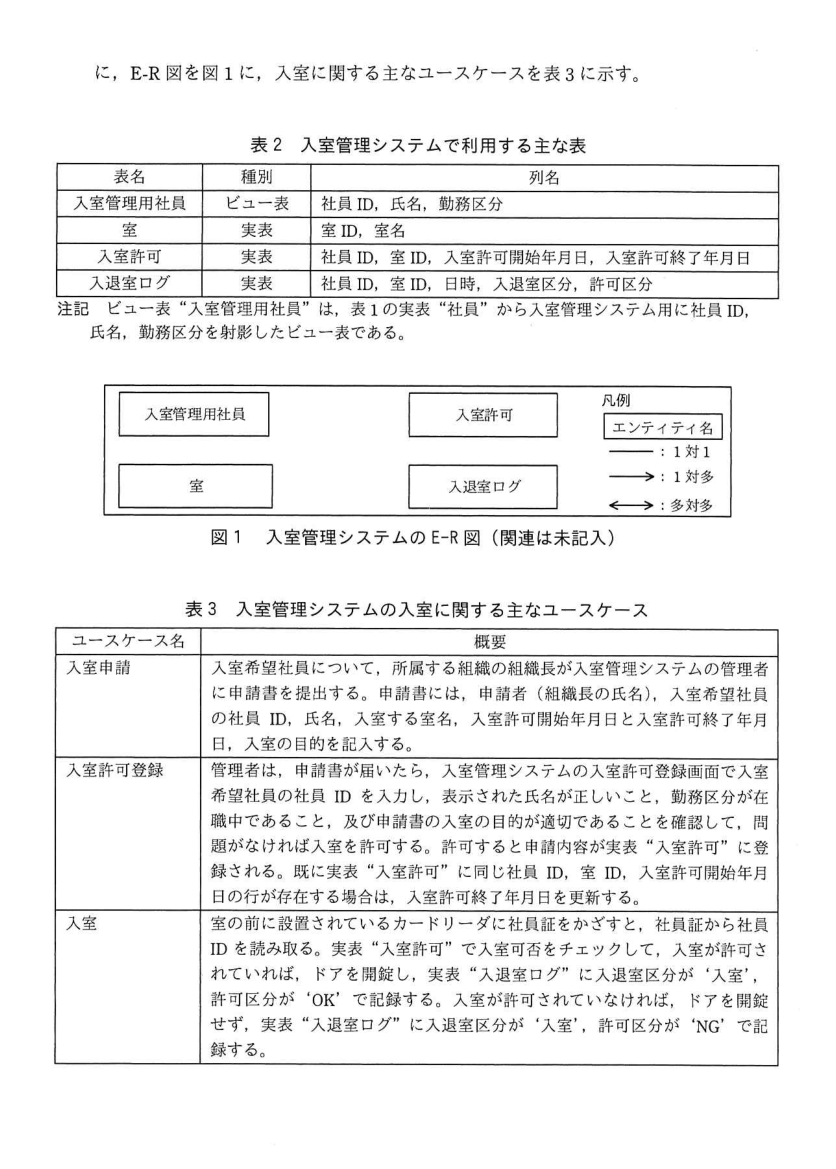 に，E-R 図を図 1 に，入室に関する主なユースケースを表 3 に示す。
表 2　入室管理システムで利用する主な表
表名　種別　列名
入室管理用社員　ビュー表　社員 ID，氏名，勤務区分
室　実表　室 ID，室名
入室許可　実表　社員 ID，室 ID，入室許可開始年月日，入室許可終了年月日
入退室ログ　実表　社員 ID，室 ID，日時，入退室区分，許可区分
注記　ビュー表“入室管理用社員”は，表 1 の実表“社員”から入室管理システム用に社員 ID，
氏名，勤務区分を射影したビュー表である。
入室管理用社員
入室許可
室
入退室ログ
凡例
エンティティ名
：1 対 1
：1 対多
：多対多
図 1　入室管理システムの E-R 図（関連は未記入）
表 3　入室管理システムの入室に関する主なユースケース
ユースケース名　概要
入室申請　入室希望社員について，所属する組織の組織長が入室管理システムの管理者
に申請書を提出する。申請書には，申請者（組織長の氏名），入室希望社員
の社員 ID，氏名，入室する室名，入室許可開始年月日と入室許可終了年月
日，入室の目的を記入する。
入室許可登録　管理者は，申請書が届いたら，入室管理システムの入室許可登録画面で入室
希望社員の社員 ID を入力し，表示された氏名が正しいこと，勤務区分が在
職中であること，及び申請書の入室の目的が適切であることを確認して，問
題がなければ入室を許可する。許可すると申請内容が実表“入室許可”に登
録される。既に実表“入室許可”に同じ社員 ID，室 ID，入室許可開始年月
日の行が存在する場合は，入室許可終了年月日を更新する。
入室　室の前に設置されているカードリーダに社員証をかざすと，社員証から社員
ID を読み取る。実表“入室許可”で入室可否をチェックして，入室が許可さ
れていれば，ドアを開錠し，実表“入退室ログ”に入退室区分が‘入室’，
許可区分が‘OK’で記録する。入室が許可されていなければ，ドアを開錠
せず，実表“入退室ログ”に入退室区分が‘入室’，許可区分が‘NG’で記
録する。